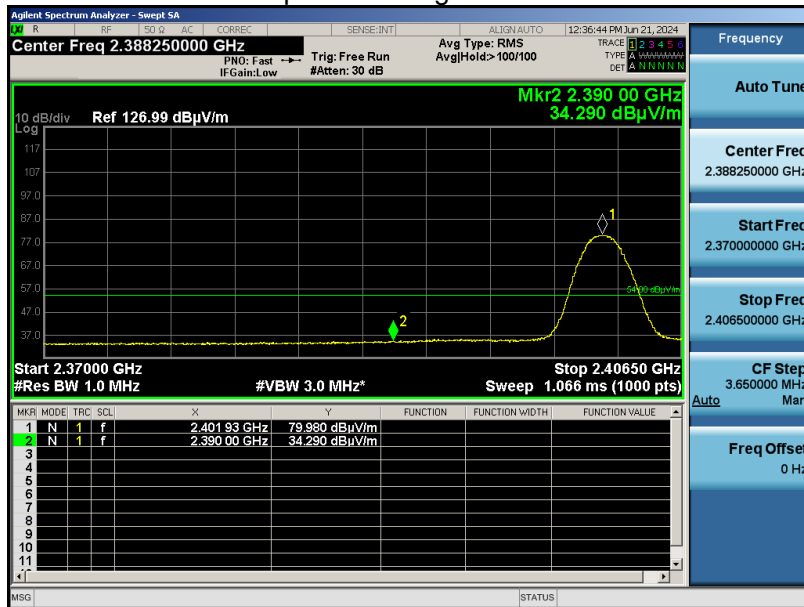 Agilent Spectrum Analyzer - Swept SA
LXI R RF 50 Ω AC CORREC SENSE:INT ALIGN AUTO 12:36:44 PM Jun 21, 2024
Center Freq 2.388250000 GHz
PNO: Fast
IFGain:Low
Trig: Free Run
#Atten: 30 dB
Avg Type: RMS
Avg|Hold:>100/100
TRACE 1 2 3 4 5 6
TYPE A
DET A N N N N N
Mkr2 2.390 00 GHz
34.290 dBµV/m
10 dB/div Ref 126.99 dBµV/m
Log
117
107
97.0
87.0
77.0
67.0
57.0
47.0
37.0
1
2
54.00 dBµV/m
Start 2.37000 GHz Stop 2.40650 GHz
#Res BW 1.0 MHz #VBW 3.0 MHz* Sweep 1.066 ms (1000 pts)
MKR MODE TRC SCL X Y FUNCTION FUNCTION WIDTH FUNCTION VALUE
1 N 1 f 2.401 93 GHz 79.980 dBµV/m
2 N 1 f 2.390 00 GHz 34.290 dBµV/m
3
4
5
6
7
8
9
10
11
MSG STATUS
Frequency
Auto Tune
Center Freq
2.388250000 GHz
Start Freq
2.370000000 GHz
Stop Freq
2.406500000 GHz
CF Step
3.650000 MHz
Auto Man
Freq Offset
0 Hz